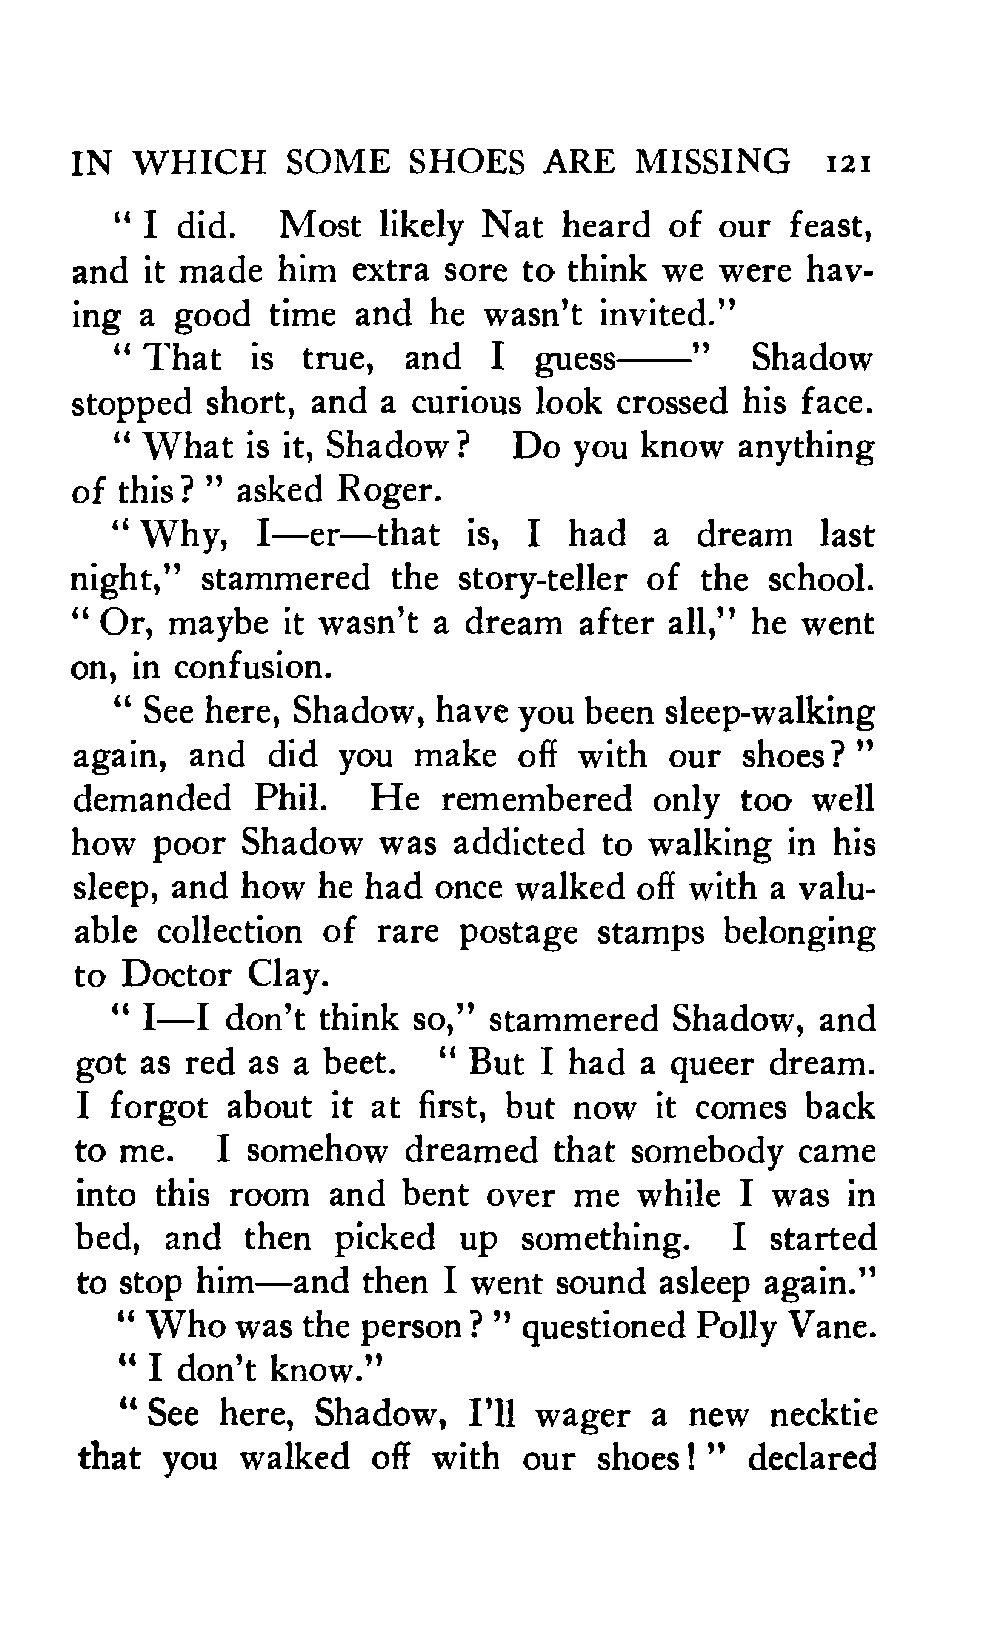 IN WHICH SOME SHOES ARE MISSING 121
“ I did. Most likely Nat heard of our feast,
and it made him extra sore to think we were hav-
ing a good time and he wasn’t invited.”
“ That is true, and I guess——” Shadow
stopped short, and a curious look crossed his face.
“ What is it, Shadow? Do you know anything
of this? ” asked Roger.
“ Why, I—er—that is, I had a dream last
night,” stammered the story-teller of the school.
“ Or, maybe it wasn’t a dream after all,” he went
on, in confusion.
“ See here, Shadow, have you been sleep-walking
again, and did you make off with our shoes? ”
demanded Phil. He remembered only too well
how poor Shadow was addicted to walking in his
sleep, and how he had once walked off with a valu-
able collection of rare postage stamps belonging
to Doctor Clay.
“ I—I don’t think so,” stammered Shadow, and
got as red as a beet. “ But I had a queer dream.
I forgot about it at first, but now it comes back
to me. I somehow dreamed that somebody came
into this room and bent over me while I was in
bed, and then picked up something. I started
to stop him—and then I went sound asleep again.”
“ Who was the person? ” questioned Polly Vane.
“ I don’t know.”
“ See here, Shadow, I’ll wager a new necktie
that you walked off with our shoes! ” declared